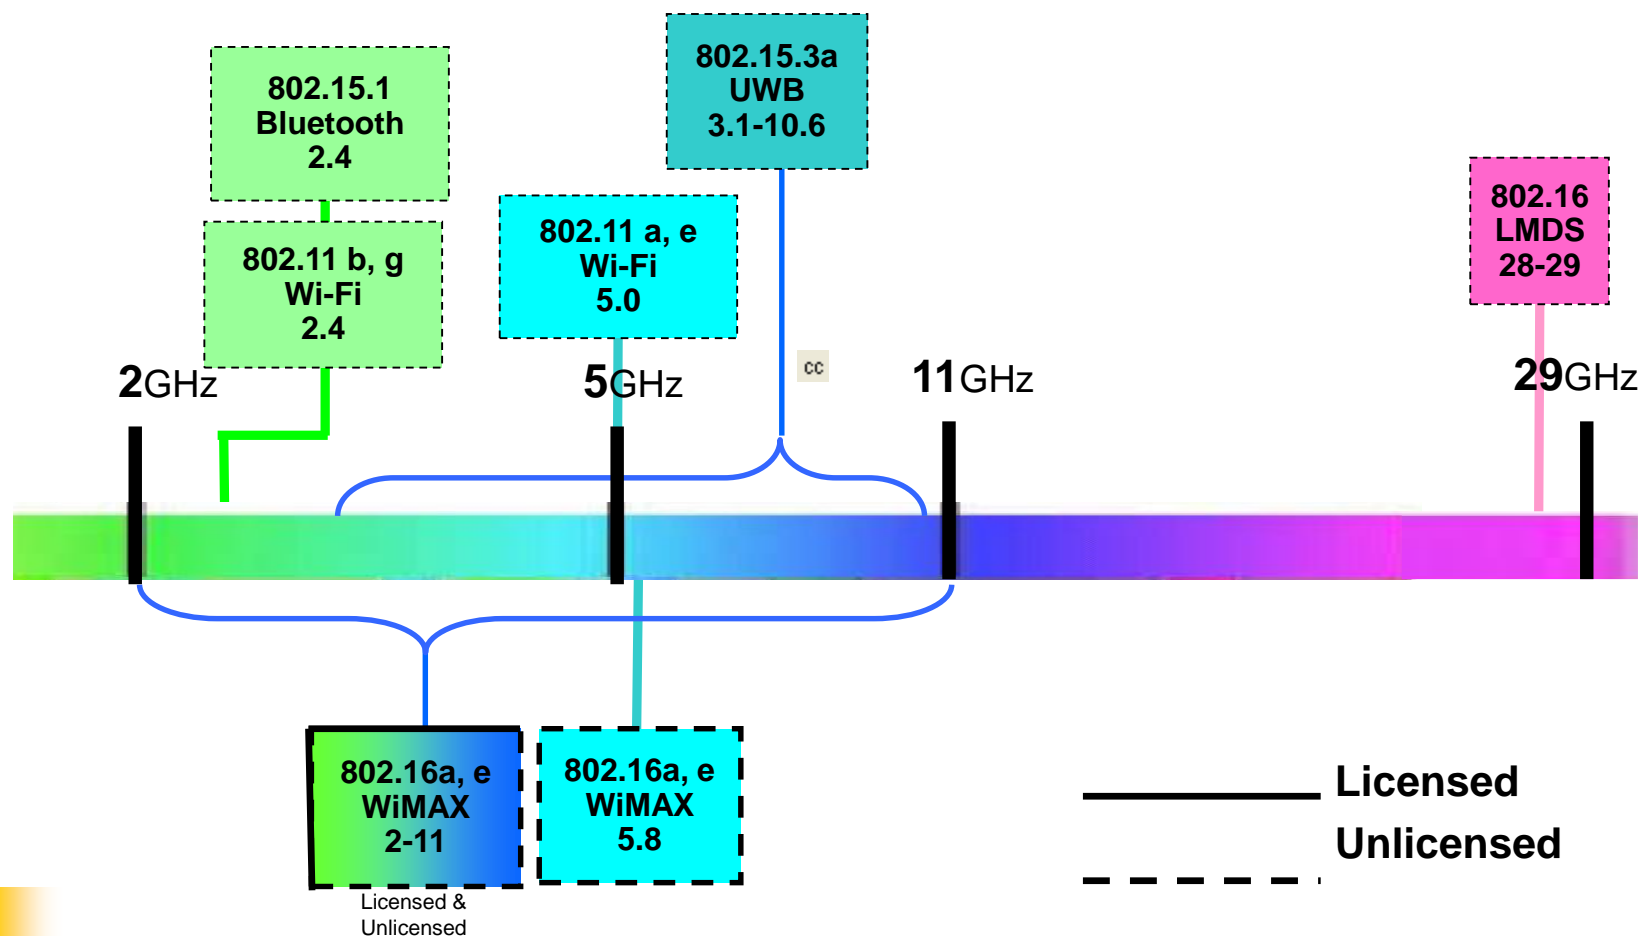 802.15.1
Bluetooth
2.4
802.11 b, g
Wi-Fi
2.4
802.15.3a
UWB
3.1-10.6
802.11 a, e
Wi-Fi
5.0
802.16
LMDS
28-29
cc
2GHz
5GHz
11GHz
29GHz
802.16a, e
WiMAX
2-11
Licensed &
Unlicensed
802.16a, e
WiMAX
5.8
Licensed
Unlicensed